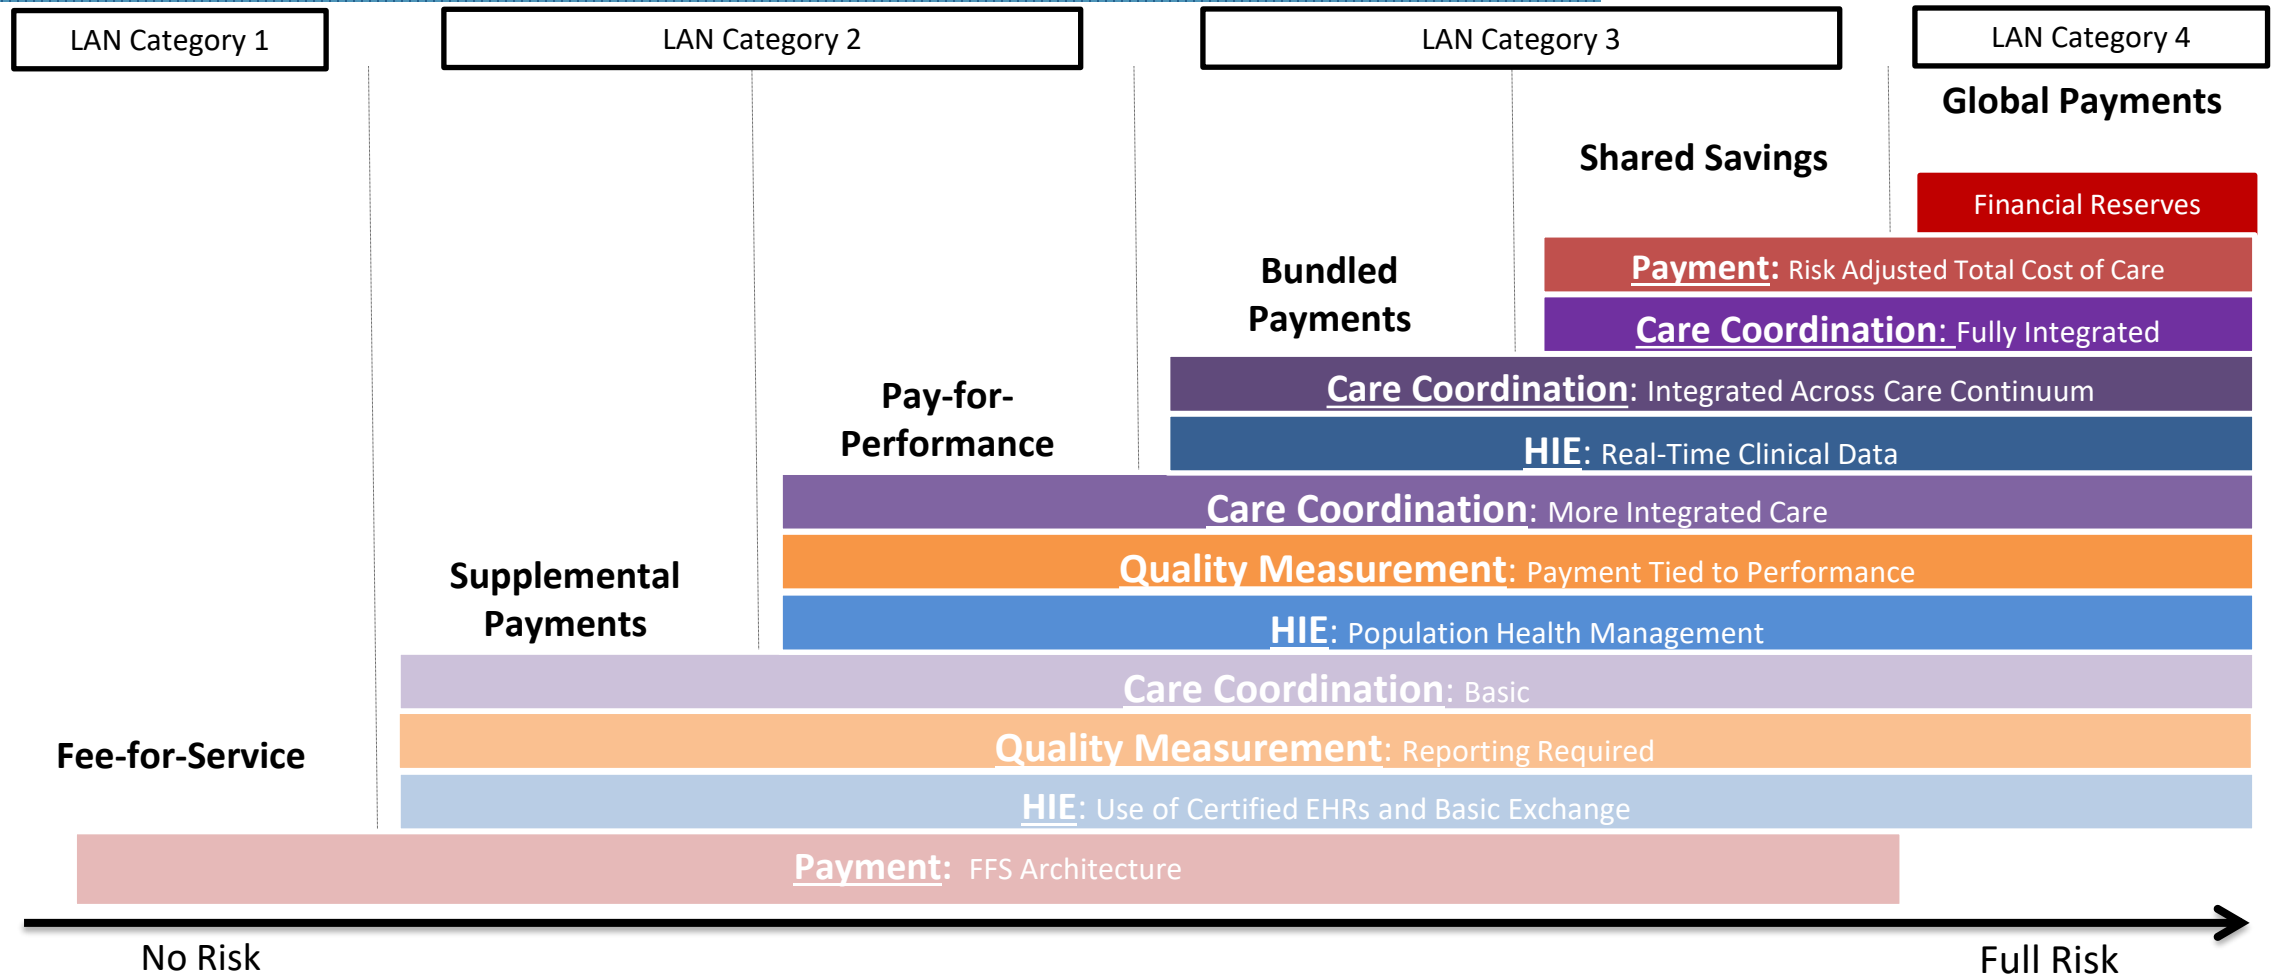 LAN Category 1
LAN Category 2
LAN Category 3
LAN Category 4
Global Payments
Shared Savings
Financial Reserves
Bundled
Payments
Payment: Risk Adjusted Total Cost of Care
Care Coordination: Fully Integrated
Pay-for-
Performance
Care Coordination: Integrated Across Care Continuum
HIE: Real-Time Clinical Data
Care Coordination: More Integrated Care
Supplemental
Payments
Quality Measurement: Payment Tied to Performance
HIE: Population Health Management
Care Coordination: Basic
Fee-for-Service
Quality Measurement: Reporting Required
HIE: Use of Certified EHRs and Basic Exchange
Payment: FFS Architecture
No Risk
Full Risk